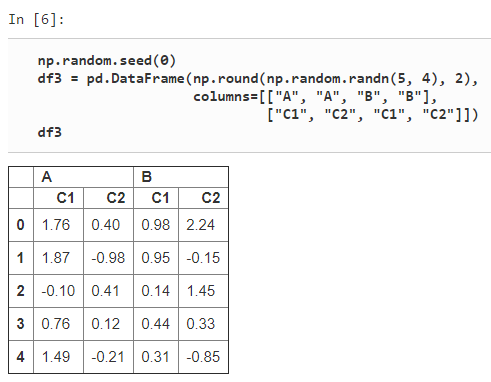 In [6]:
np.random.seed(0)
df3 = pd.DataFrame(np.round(np.random.randn(5, 4), 2),
columns=[["A", "A", "B", "B"],
["C1", "C2", "C1", "C2"]])
df3
A B
C1 C2 C1 C2
0 1.76 0.40 0.98 2.24
1 1.87 -0.98 0.95 -0.15
2 -0.10 0.41 0.14 1.45
3 0.76 0.12 0.44 0.33
4 1.49 -0.21 0.31 -0.85